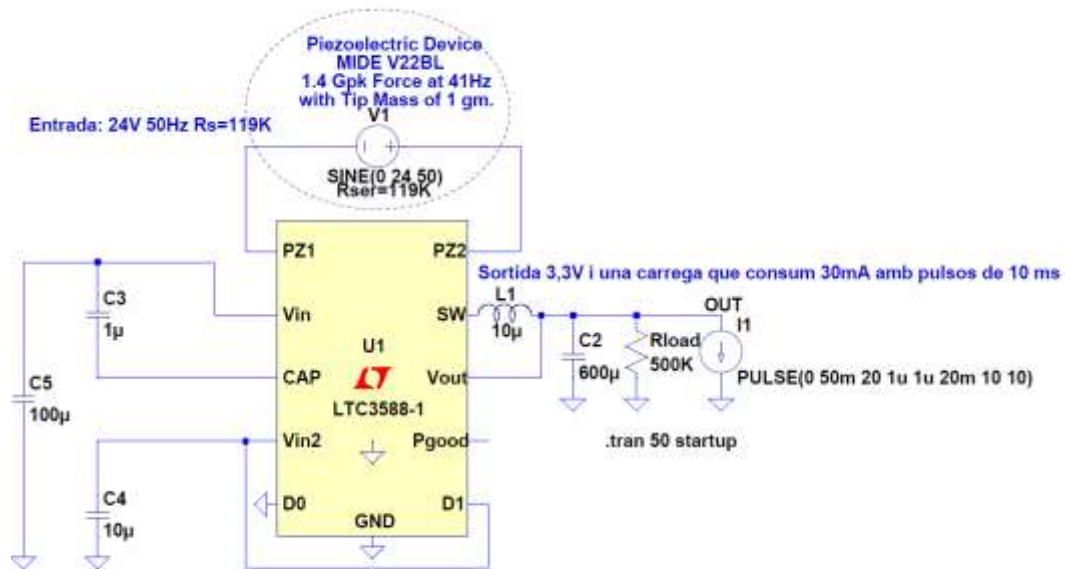 Piezoelectric Device
MIDE V22BL
1.4 Gpk Force at 41Hz
with Tip Mass of 1 gm.
V1
Entrada: 24V 50Hz Rs=119K
SINE(0 24 50)
Rser=119K
PZ1
PZ2
Sortida 3,3V i una carrega que consum 30mA amb pulsos de 10 ms
C3
1µ
Vin
SW
L1
10µ
OUT
I1
C2
600µ
Rload
500K
U1
C5
100µ
CAP
Vout
PULSE(0 50m 20 1u 1u 20m 10 10)
LTC3588-1
Vin2
Pgood
.tran 50 startup
C4
10µ
D0
D1
GND